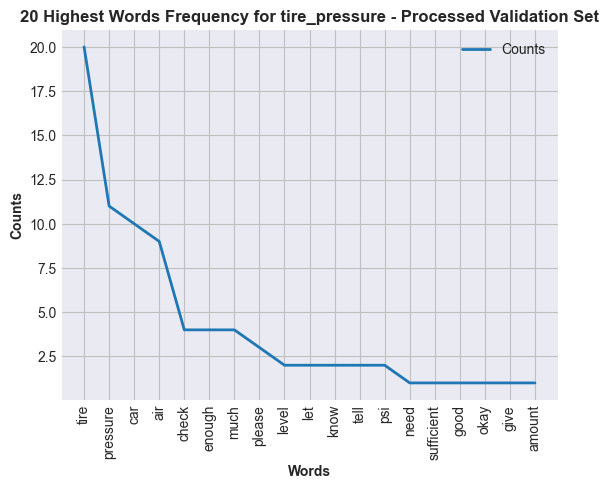 20 Highest Words Frequency for tire_pressure - Processed Validation Set
Counts
20.0
17.5
15.0
12.5
10.0
7.5
5.0
2.5
Counts
tire
pressure
car
air
check
enough
much
please
level
let
know
tell
psi
need
sufficient
good
okay
give
amount
Words